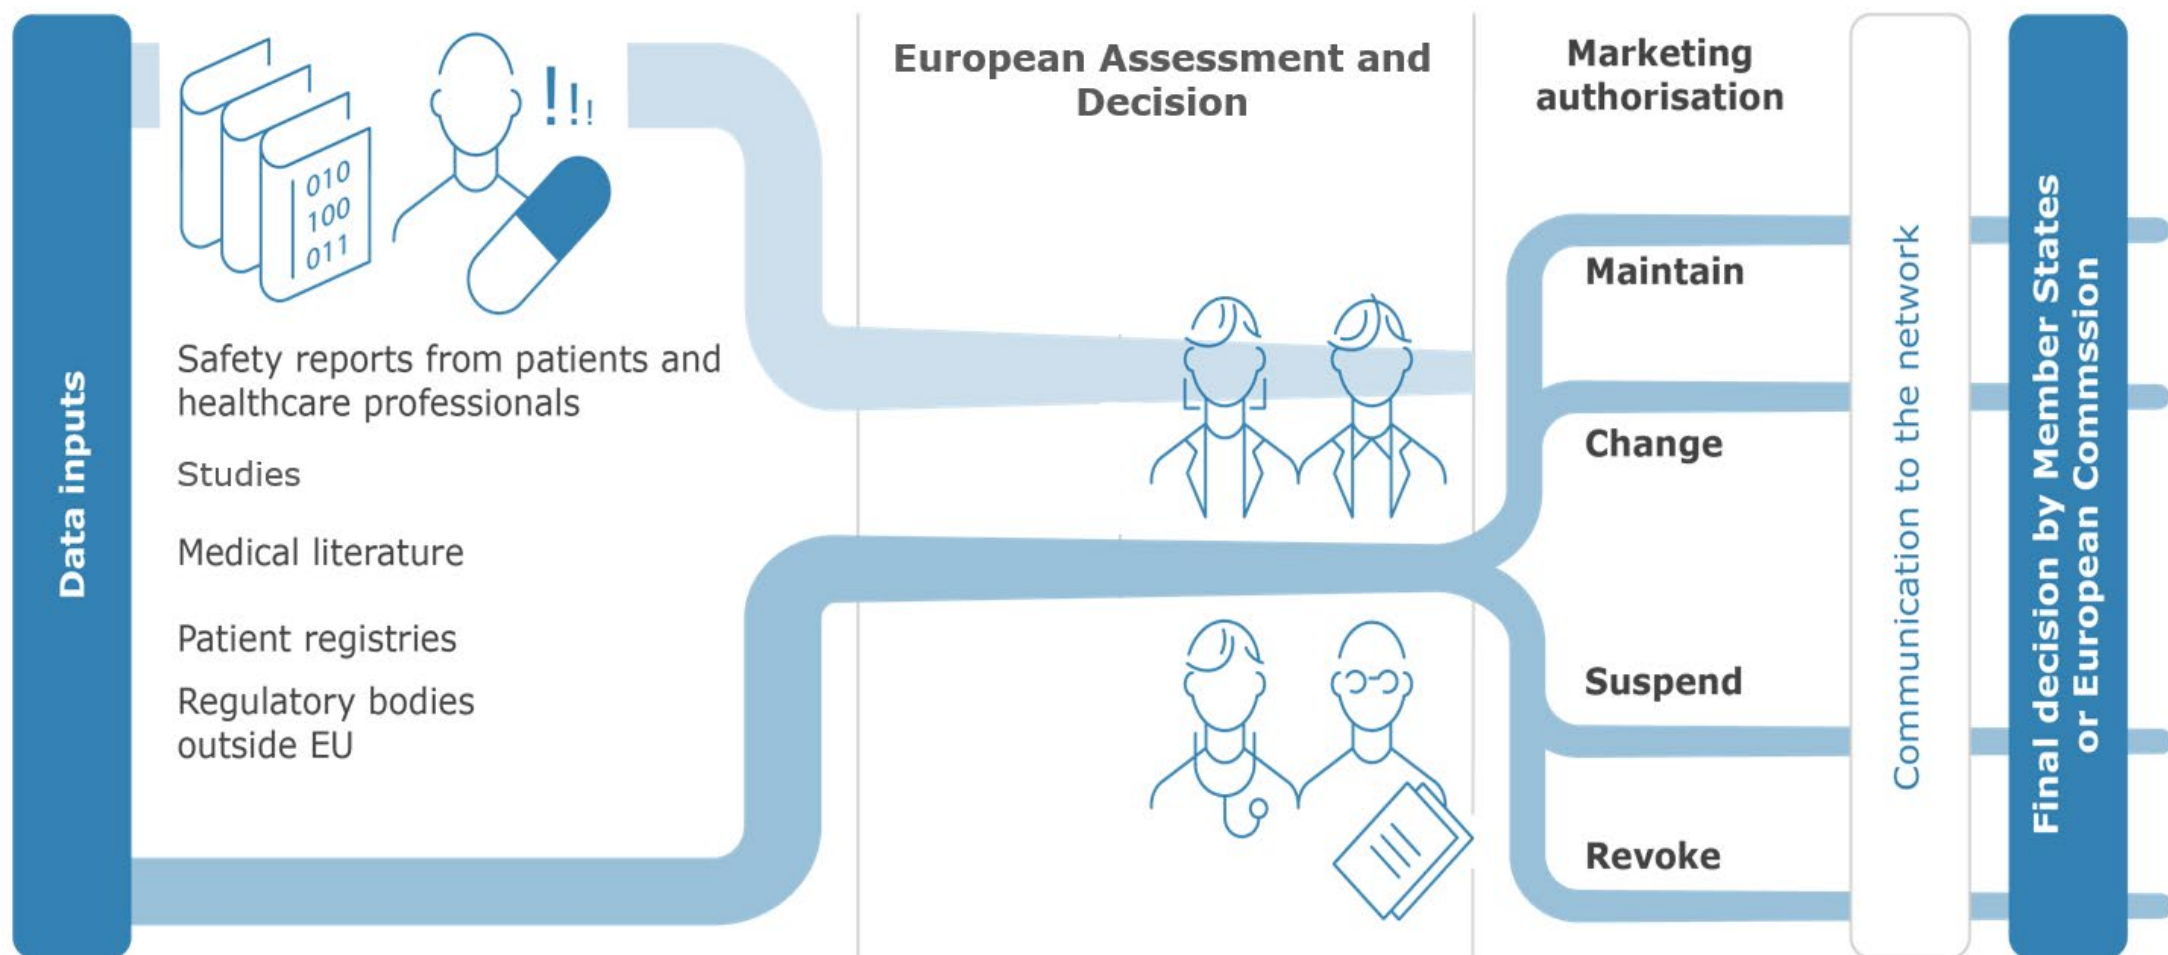 Data inputs
!!!
010
100
011
Safety reports from patients and
healthcare professionals
Studies
Medical literature
Patient registries
Regulatory bodies
outside EU
European Assessment and
Decision
Marketing
authorisation
Maintain
Change
Suspend
Revoke
Communication to the network
Final decision by Member States
or European Commssion